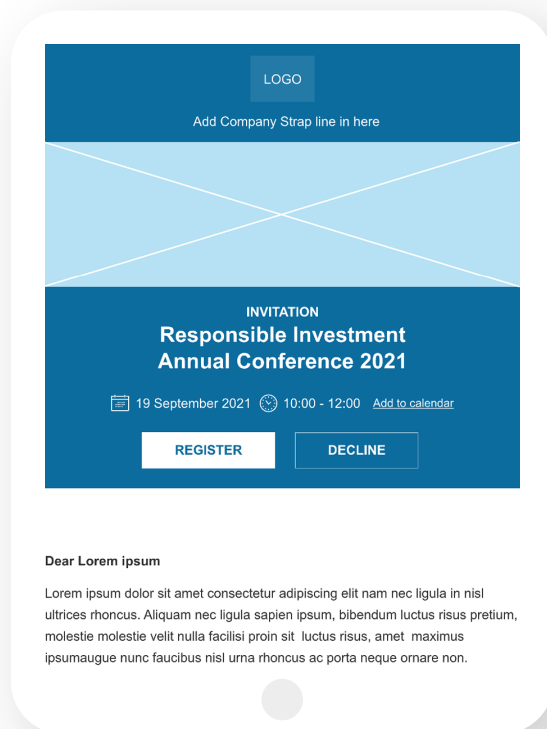 LOGO
Add Company Strap line in here
INVITATION
Responsible Investment
Annual Conference 2021
19 September 2021 10:00 - 12:00 Add to calendar
REGISTER DECLINE
Dear Lorem ipsum
Lorem ipsum dolor sit amet consectetur adipiscing elit nam nec ligula in nisl
ultrices rhoncus. Aliquam nec ligula sapien ipsum, bibendum luctus risus pretium,
molestie molestie velit nulla facilisi proin sit  luctus risus, amet  maximus
ipsumaugue nunc faucibus nisl urna rhoncus ac porta neque ornare non.